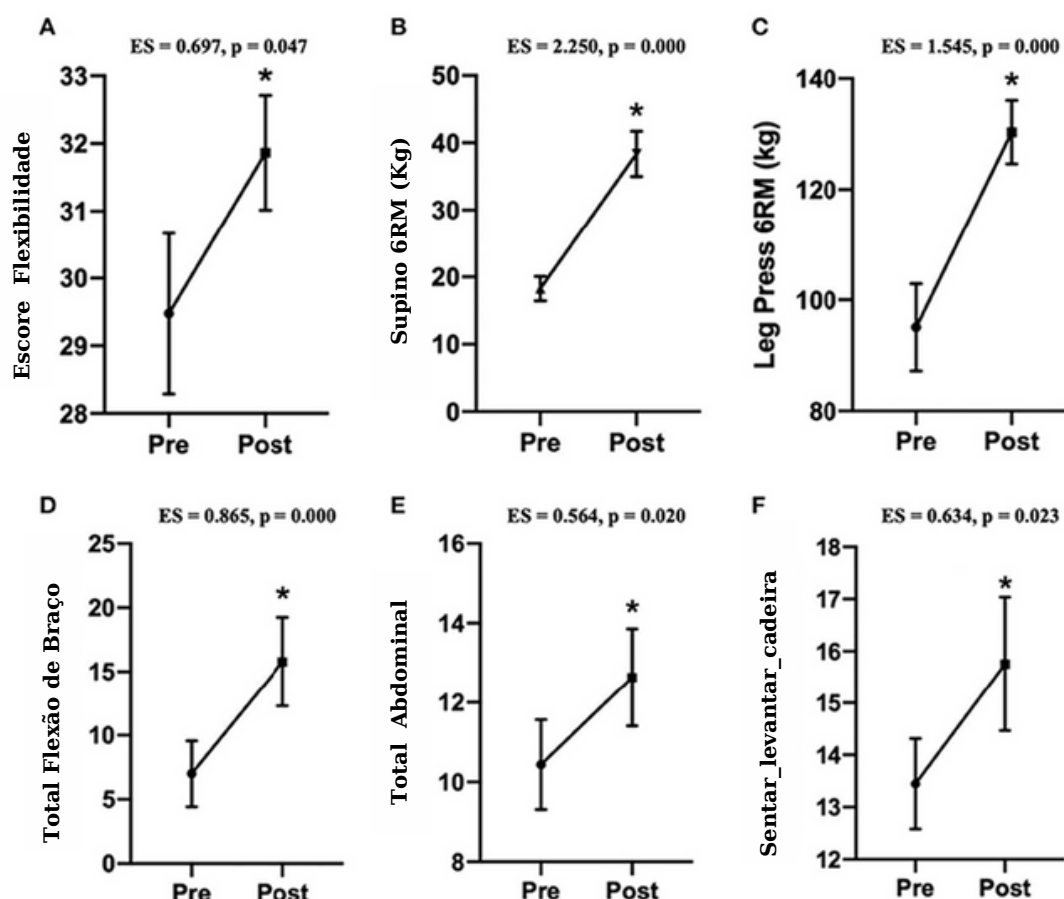 A
ES = 0.697, p = 0.047
Escore Flexibilidade
33
32
31
30
29
28
*
Pre
Post
B
ES = 2.250, p = 0.000
Supino 6RM (Kg)
50
40
30
20
10
0
*
Pre
Post
C
ES = 1.545, p = 0.000
Leg Press 6RM (kg)
140
120
100
80
*
Pre
Post
D
ES = 0.865, p = 0.000
Total Flexão de Braço
25
20
15
10
5
0
*
Pre
Post
E
ES = 0.564, p = 0.020
Total Abdominal
16
14
12
10
8
*
Pre
Post
F
ES = 0.634, p = 0.023
Sentar_levantar_cadeira
18
17
16
15
14
13
12
*
Pre
Post